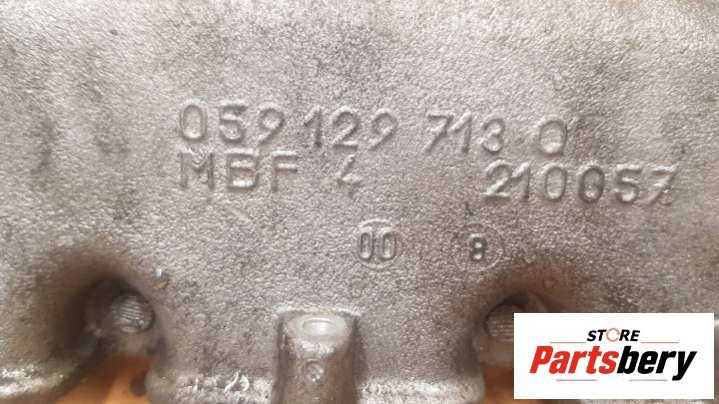 059 129 713 Q
MBF 4 210057
00 8
STORE
Partsbery